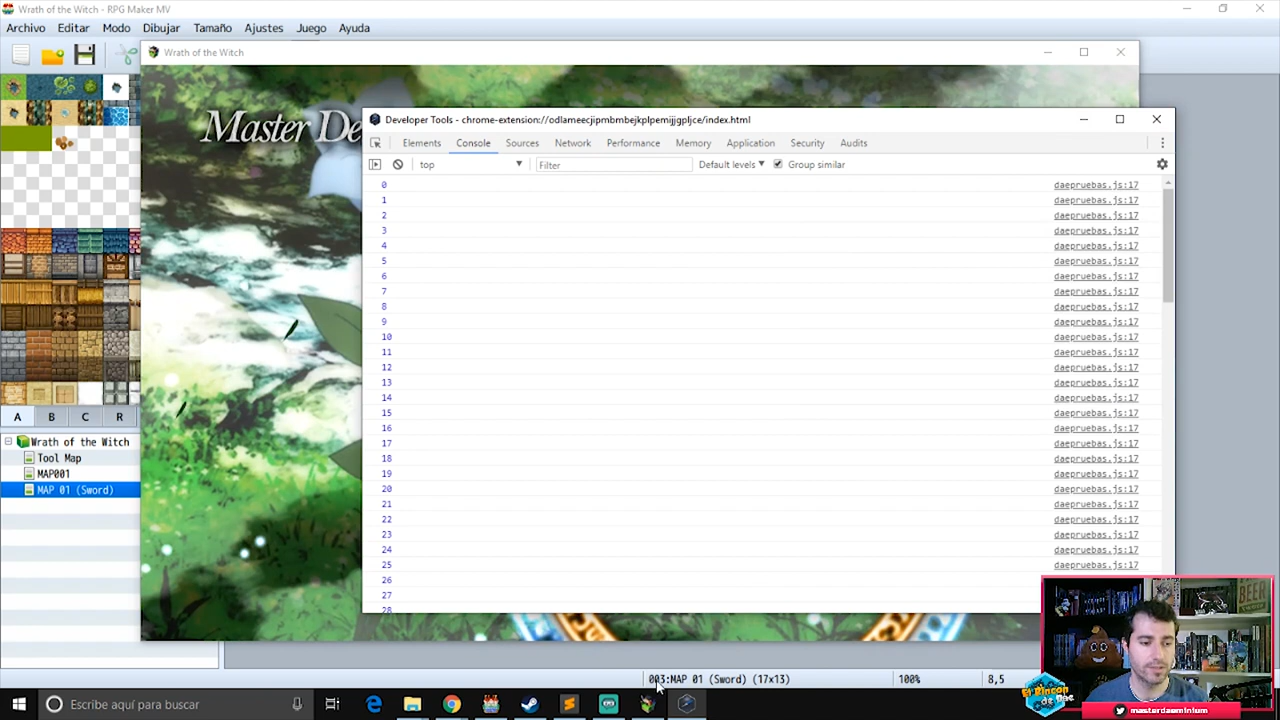 Wrath of the Witch - RPG Maker MV
Archivo Editar Modo Dibujar Tamaño Ajustes Juego Ayuda
Wrath of the Witch
Master De
Developer Tools - chrome-extension://odlameecjipmbmbejkplpemijjgpljce/index.html
Elements Console Sources Network Performance Memory Application Security Audits
top Filter Default levels Group similar
0 daepruebas.js:17
1 daepruebas.js:17
2 daepruebas.js:17
3 daepruebas.js:17
4 daepruebas.js:17
5 daepruebas.js:17
6 daepruebas.js:17
7 daepruebas.js:17
8 daepruebas.js:17
9 daepruebas.js:17
10 daepruebas.js:17
11 daepruebas.js:17
12 daepruebas.js:17
13 daepruebas.js:17
14 daepruebas.js:17
15 daepruebas.js:17
16 daepruebas.js:17
17 daepruebas.js:17
18 daepruebas.js:17
19 daepruebas.js:17
20 daepruebas.js:17
21 daepruebas.js:17
22 daepruebas.js:17
23 daepruebas.js:17
24 daepruebas.js:17
25 daepruebas.js:17
26
27
28
A B C R
Wrath of the Witch
Tool Map
MAP001
MAP 01 (Sword)
BEER
003:MAP 01 (Sword) (17x13) 100% 8,5
Escribe aquí para buscar
El Rincón de Dae
masterdaeminium